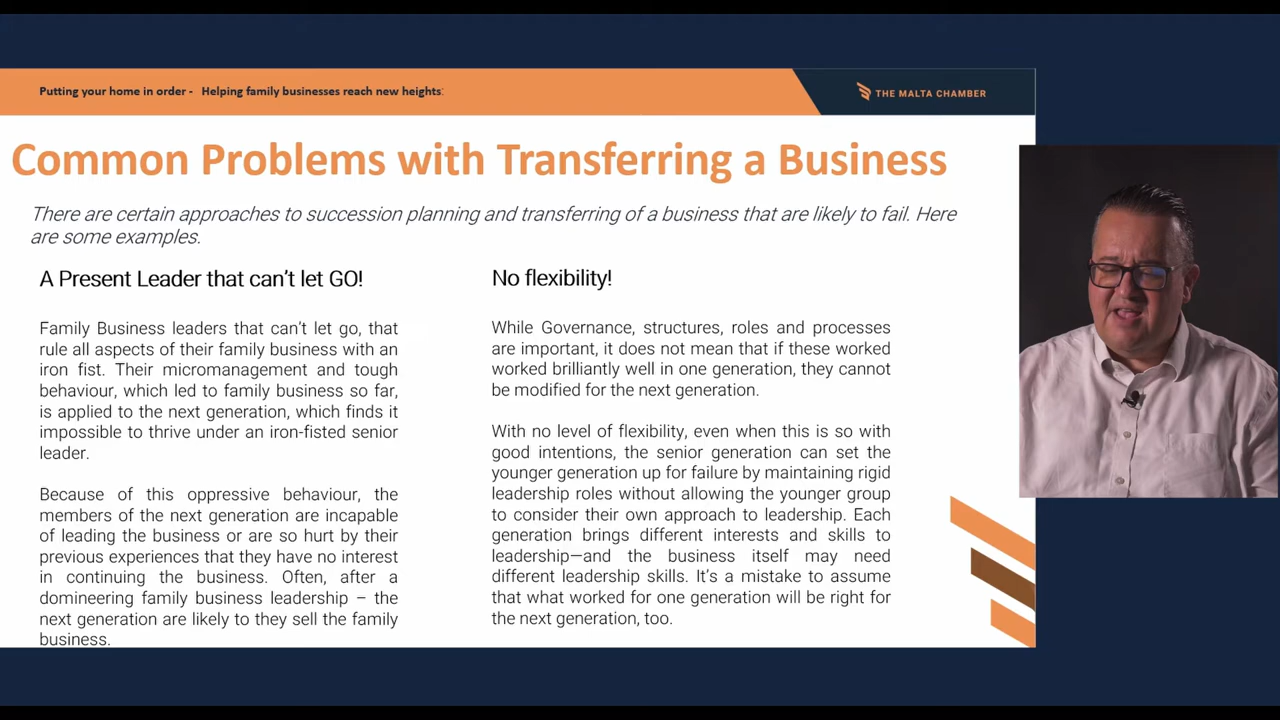 Putting your home in order - Helping family businesses reach new heights:
THE MALTA CHAMBER
Common Problems with Transferring a Business
There are certain approaches to succession planning and transferring of a business that are likely to fail. Here
are some examples.
A Present Leader that can't let GO!
Family Business leaders that can't let go, that
rule all aspects of their family business with an
iron fist. Their micromanagement and tough
behaviour, which led to family business so far,
is applied to the next generation, which finds it
impossible to thrive under an iron-fisted senior
leader.
Because of this oppressive behaviour, the
members of the next generation are incapable
of leading the business or are so hurt by their
previous experiences that they have no interest
in continuing the business. Often, after a
domineering family business leadership – the
next generation are likely to they sell the family
business.
No flexibility!
While Governance, structures, roles and processes
are important, it does not mean that if these worked
worked brilliantly well in one generation, they cannot
be modified for the next generation.
With no level of flexibility, even when this is so with
good intentions, the senior generation can set the
younger generation up for failure by maintaining rigid
leadership roles without allowing the younger group
to consider their own approach to leadership. Each
generation brings different interests and skills to
leadership—and the business itself may need
different leadership skills. It's a mistake to assume
that what worked for one generation will be right for
the next generation, too.